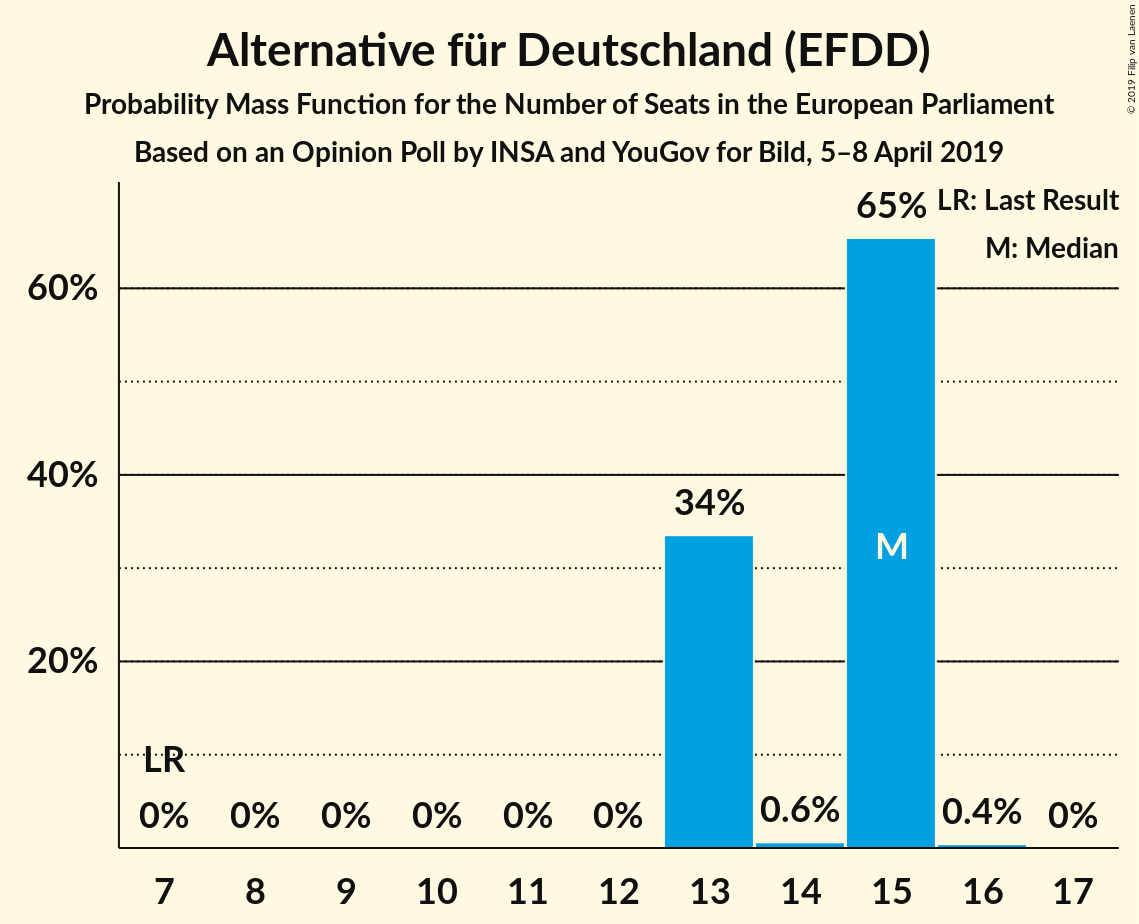 Alternative für Deutschland (EFDD)
Probability Mass Function for the Number of Seats in the European Parliament
Based on an Opinion Poll by INSA and YouGov for Bild, 5–8 April 2019
© 2019 Filip van Laenen
LR: Last Result
M: Median
60%
40%
20%
LR
0% 0% 0% 0% 0% 0% 34% 0.6% 65% 0.4% 0%
M
7 8 9 10 11 12 13 14 15 16 17